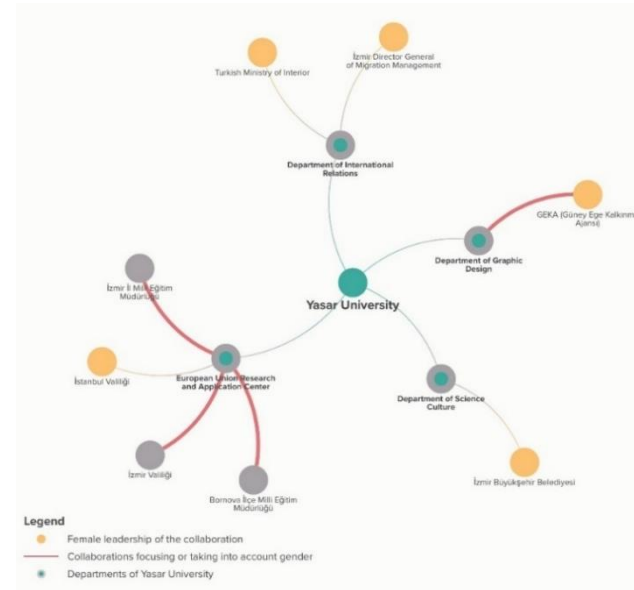 Turkish Ministry of Interior
İzmir Director General
of Migration Management
Department of International
Relations
GEKA (Güney Ege Kalkınm
Ajansı)
Department of Graphic
Design
Yasar University
İzmir İl Milli Eğitim
Müdürlüğü
İstanbul Valiliği
European Union Research
and Application Center
Department of Science
Culture
İzmir Valiliği
Bornova İlçe Milli Eğitim
Müdürlüğü
İzmir Büyükşehir Belediyesi
Legend
Female leadership of the collaboration
Collaborations focusing or taking into account gender
Departments of Yasar University